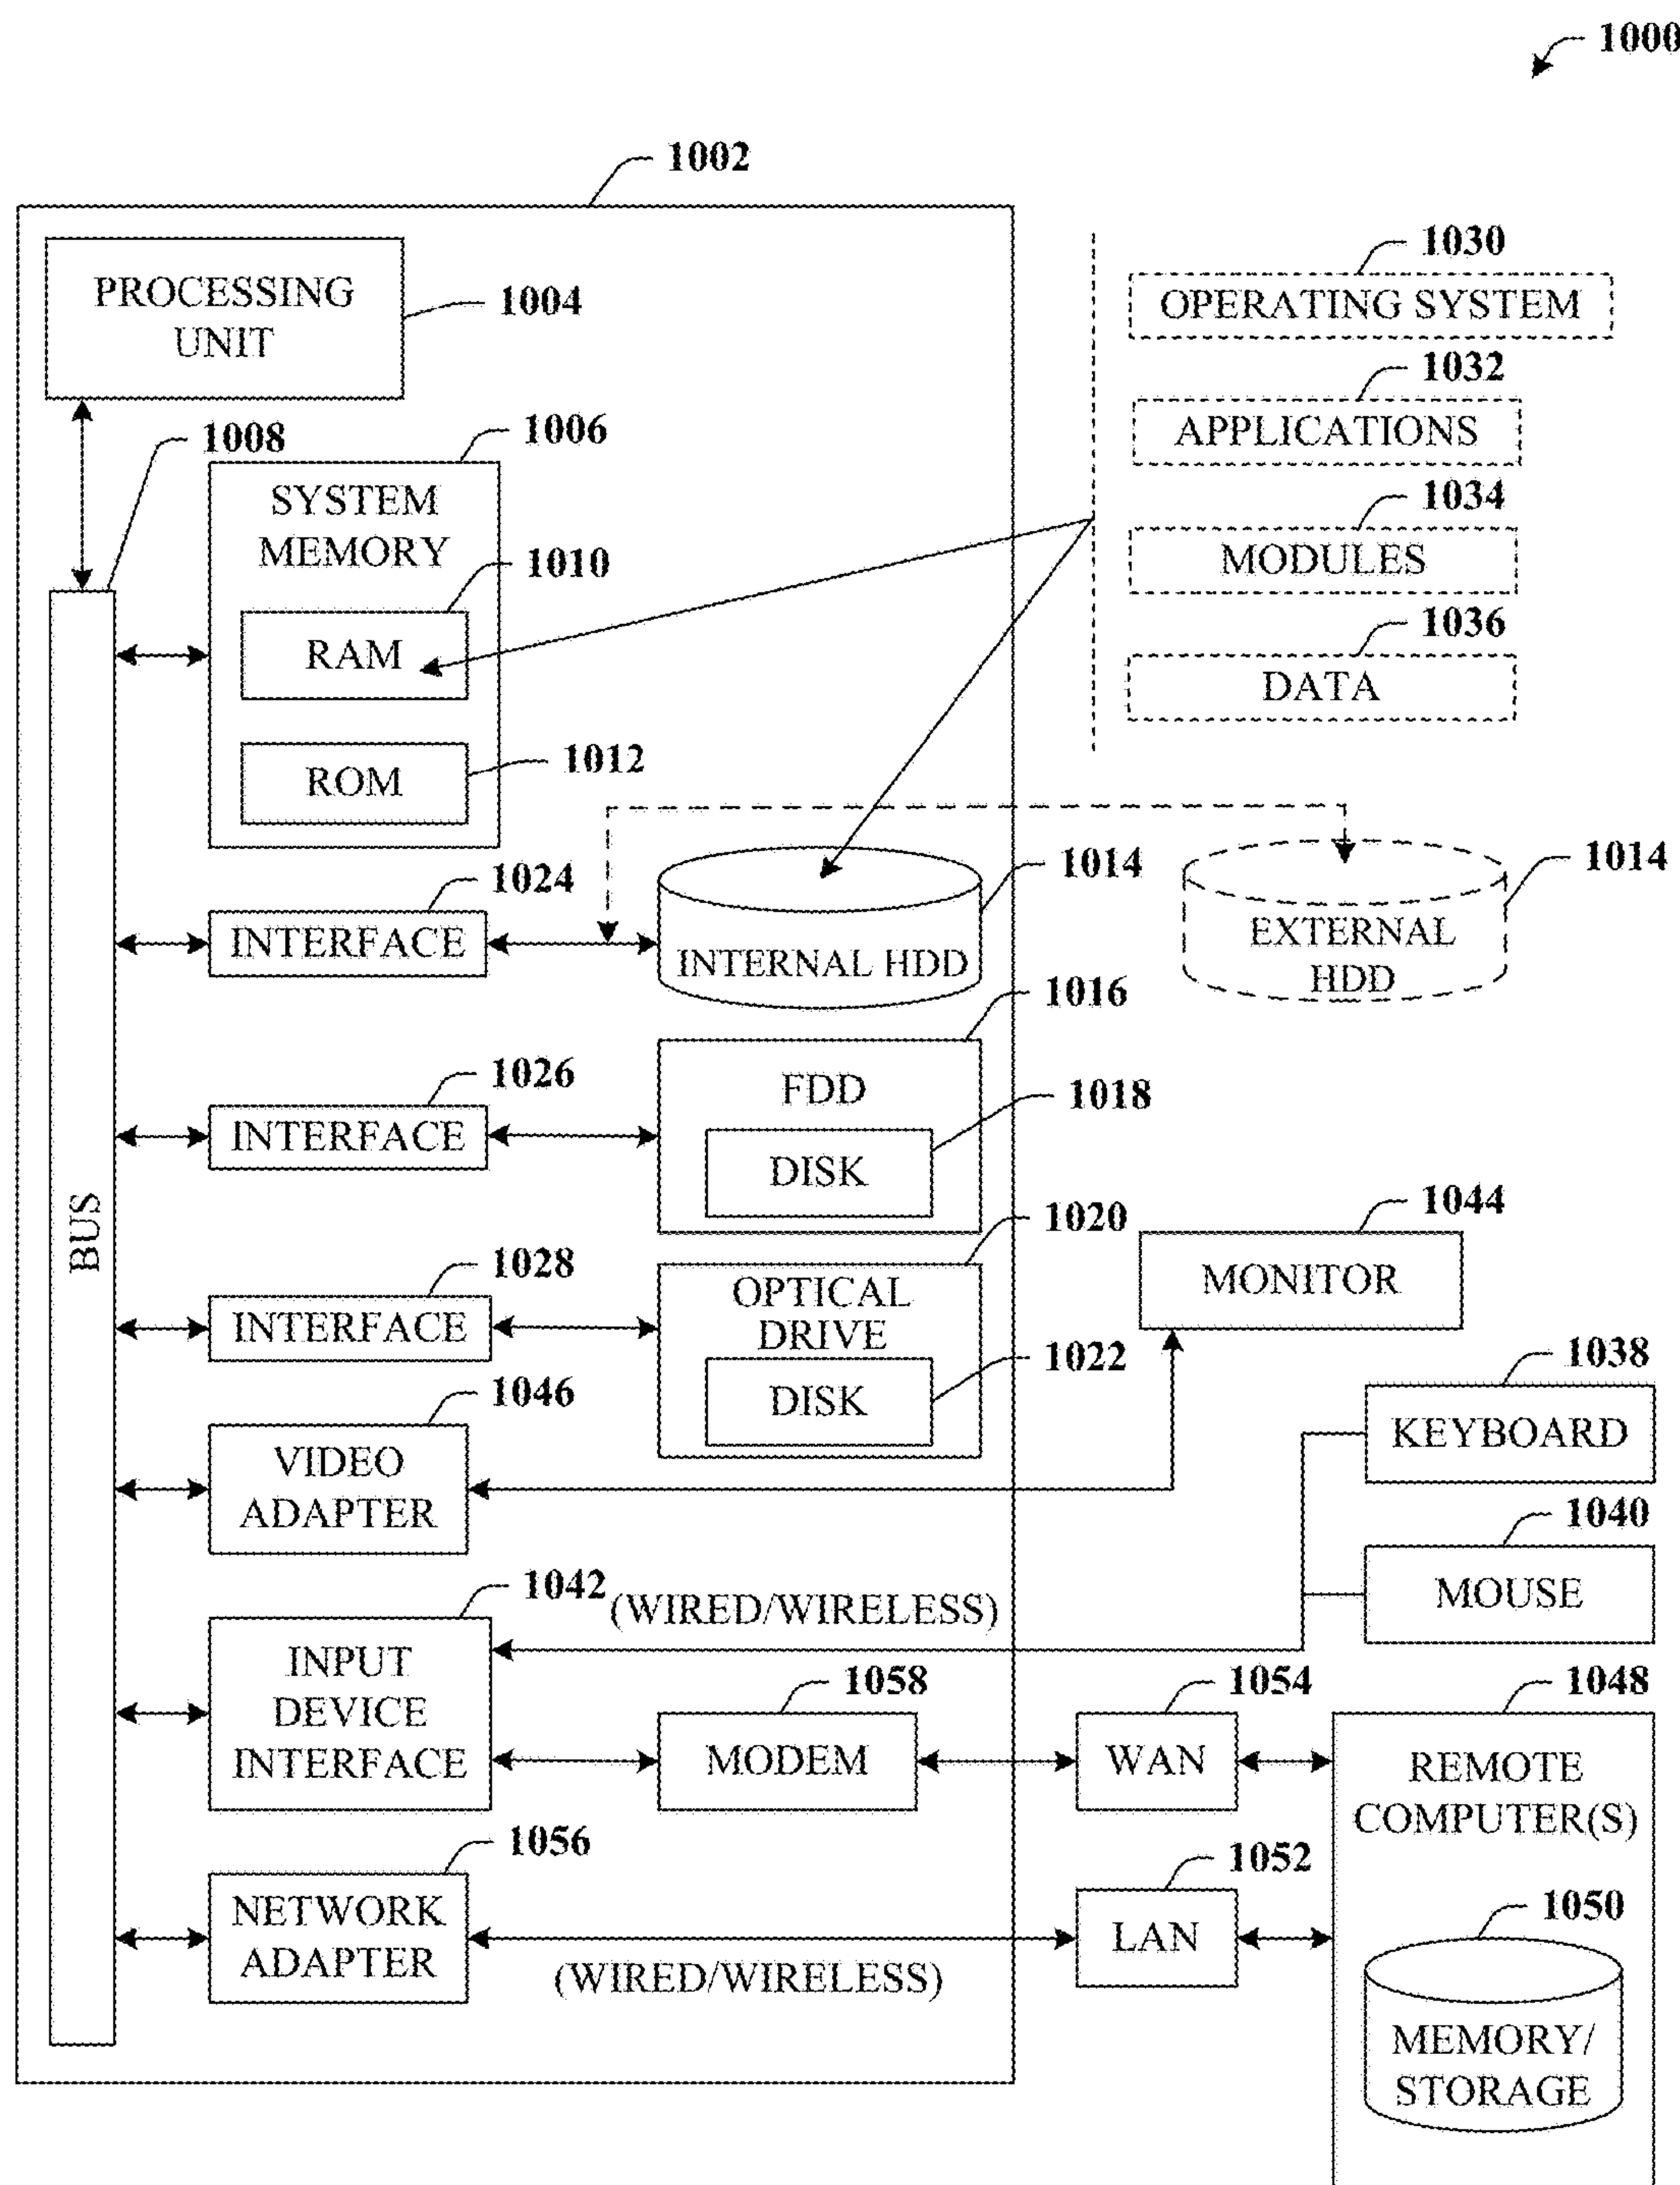 1000
1002
PROCESSING
UNIT
1004
1030
OPERATING SYSTEM
1032
APPLICATIONS
1034
MODULES
1036
DATA
1008
1006
SYSTEM
MEMORY
1010
RAM
1012
ROM
BUS
1024
INTERFACE
1014
INTERNAL HDD
1014
EXTERNAL
HDD
1026
INTERFACE
1016
FDD
1018
DISK
1028
INTERFACE
1020
OPTICAL
DRIVE
1022
DISK
1044
MONITOR
1046
VIDEO
ADAPTER
1038
KEYBOARD
1040
MOUSE
1042
(WIRED/WIRELESS)
INPUT
DEVICE
INTERFACE
1058
MODEM
1054
WAN
1048
REMOTE
COMPUTER(S)
1056
NETWORK
ADAPTER
(WIRED/WIRELESS)
1052
LAN
1050
MEMORY/
STORAGE